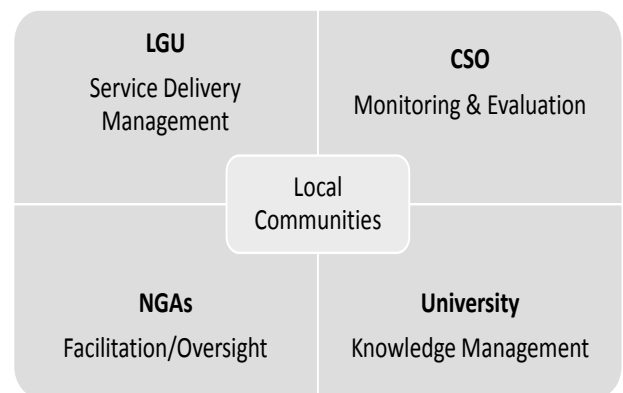 LGU
Service Delivery
Management
CSO
Monitoring & Evaluation
Local
Communities
NGAs
Facilitation/Oversight
University
Knowledge Management